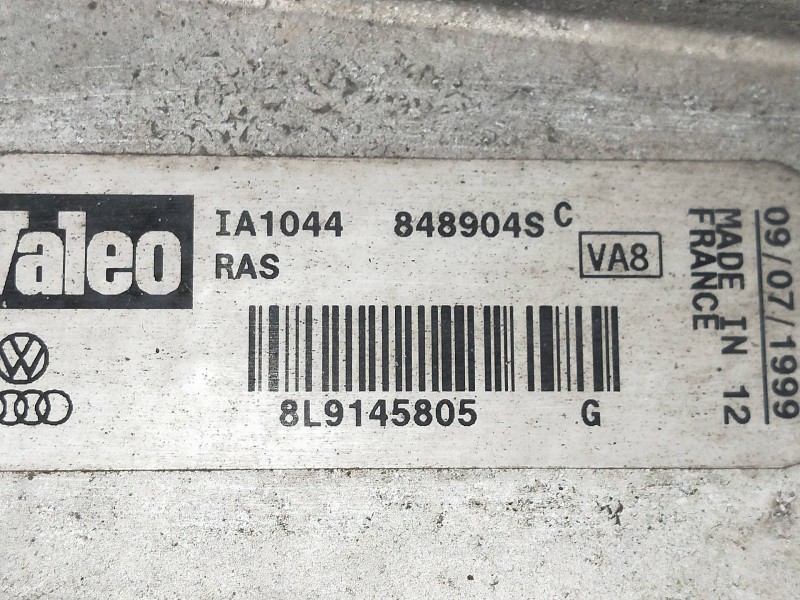 Valeo
IA1044 848904S C
RAS
VA8
8L9145805 G
MADE IN 12
FRANCE
09/07/1999